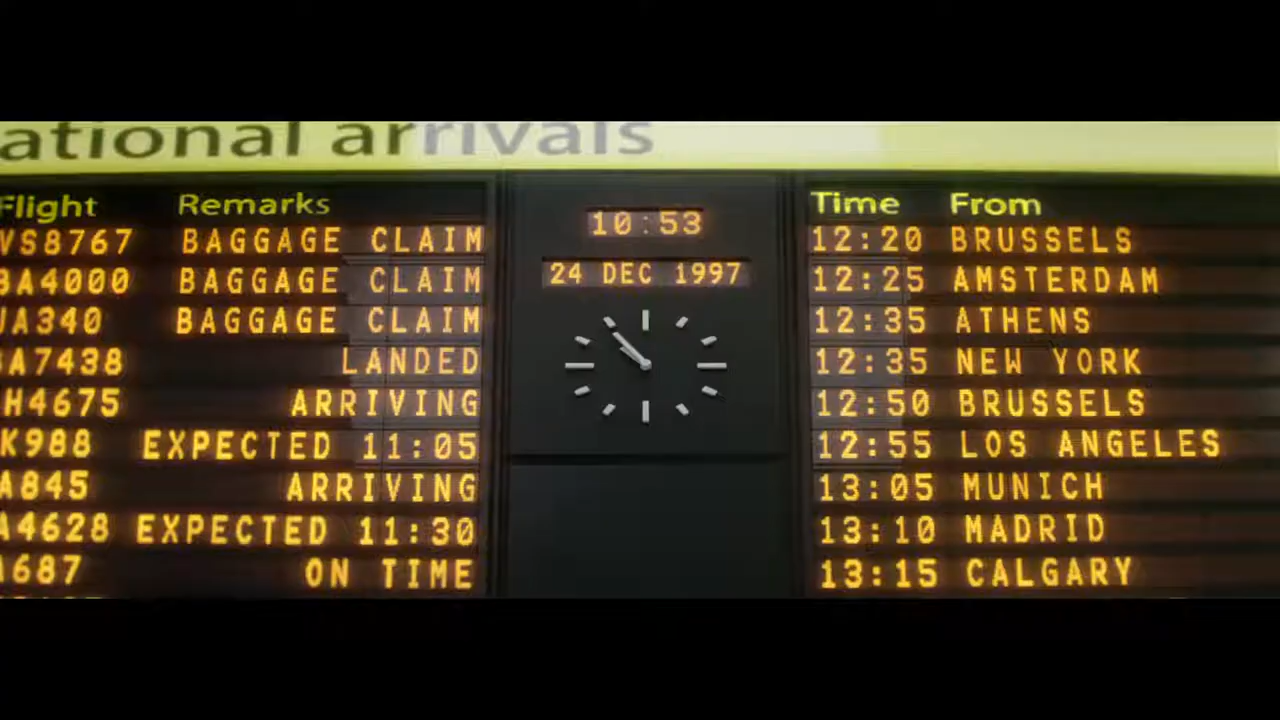 ational arrivals
Flight Remarks
VS8767 BAGGAGE CLAIM
BA4000 BAGGAGE CLAIM
JA340 BAGGAGE CLAIM
BA7438 LANDED
H4675 ARRIVING
K988 EXPECTED 11:05
A845 ARRIVING
A4628 EXPECTED 11:30
687 ON TIME
10:53
24 DEC 1997
Time From
12:20 BRUSSELS
12:25 AMSTERDAM
12:35 ATHENS
12:35 NEW YORK
12:50 BRUSSELS
12:55 LOS ANGELES
13:05 MUNICH
13:10 MADRID
13:15 CALGARY